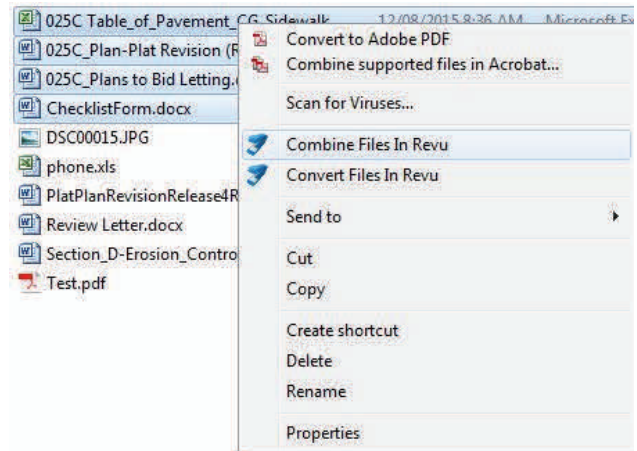 025C Table_of_Pavement_CG_Sidewalk 12/08/2015 8:36 AM Microsoft Ex
025C_Plan-Plat Revision (R
025C_Plans to Bid Letting.
ChecklistForm.docx
DSC00015.JPG
phone.xls
PlatPlanRevisionRelease4R
Review Letter.docx
Section_D-Erosion_Contro
Test.pdf
Convert to Adobe PDF
Combine supported files in Acrobat...
Scan for Viruses...
Combine Files In Revu
Convert Files In Revu
Send to
Cut
Copy
Create shortcut
Delete
Rename
Properties